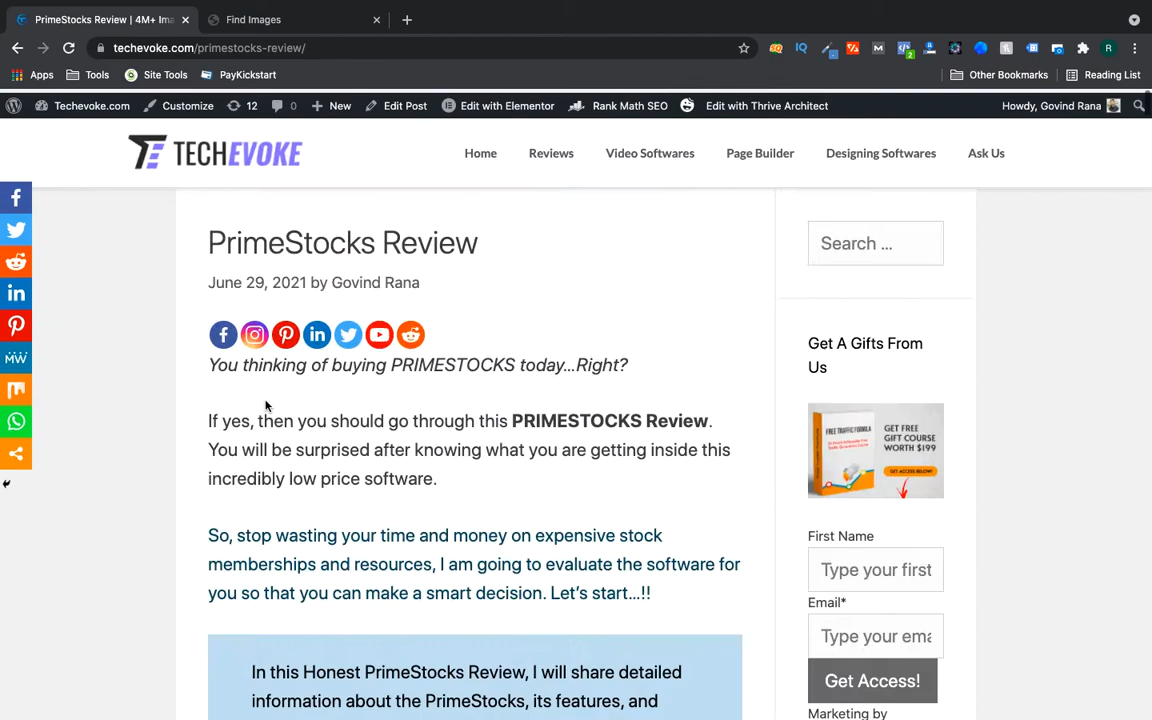 PrimeStocks Review | 4M+ Ima
Find Images
techevoke.com/primestocks-review/
Apps
Tools
Site Tools
PayKickstart
Other Bookmarks
Reading List
Techevoke.com
Customize
12
0
New
Edit Post
Edit with Elementor
Rank Math SEO
Edit with Thrive Architect
Howdy, Govind Rana
TECHEVOKE
Home
Reviews
Video Softwares
Page Builder
Designing Softwares
Ask Us
PrimeStocks Review
June 29, 2021 by Govind Rana
You thinking of buying PRIMESTOCKS today...Right?
If yes, then you should go through this PRIMESTOCKS Review.
You will be surprised after knowing what you are getting inside this
incredibly low price software.
So, stop wasting your time and money on expensive stock
memberships and resources, I am going to evaluate the software for
you so that you can make a smart decision. Let's start...!!
In this Honest PrimeStocks Review, I will share detailed
information about the PrimeStocks, its features, and
Search ...
Get A Gifts From
Us
FREE TRAFFIC FORMULA
GET FREE
GIFT COURSE
WORTH $199
GET ACCESS BELOW!
First Name
Type your first
Email*
Type your ema
Get Access!
Marketing by